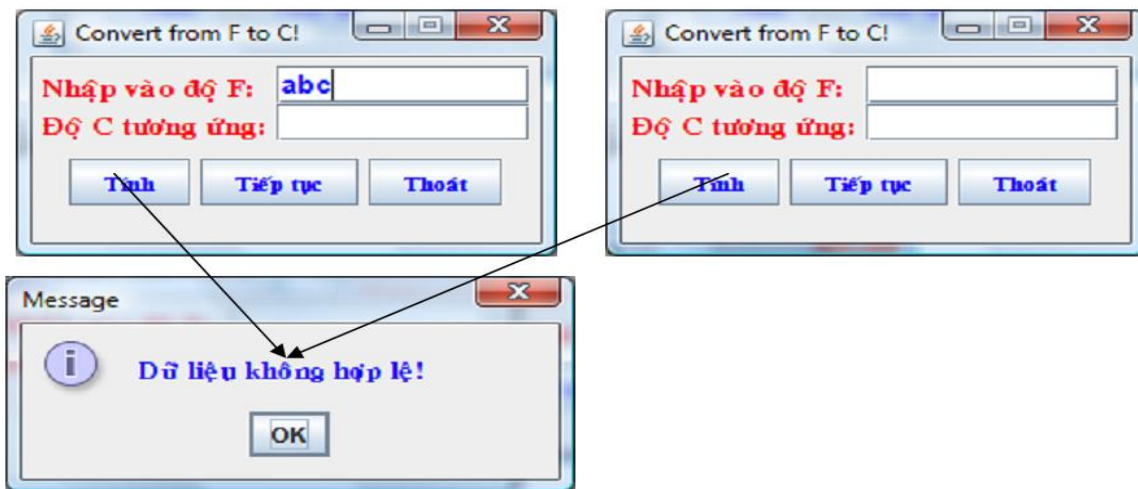 Convert from F to C!
Nhập vào độ F: abc
Độ C tương ứng:
Tính Tiếp tục Thoát
Convert from F to C!
Nhập vào độ F:
Độ C tương ứng:
Tính Tiếp tục Thoát
Message
Dữ liệu không hợp lệ!
OK